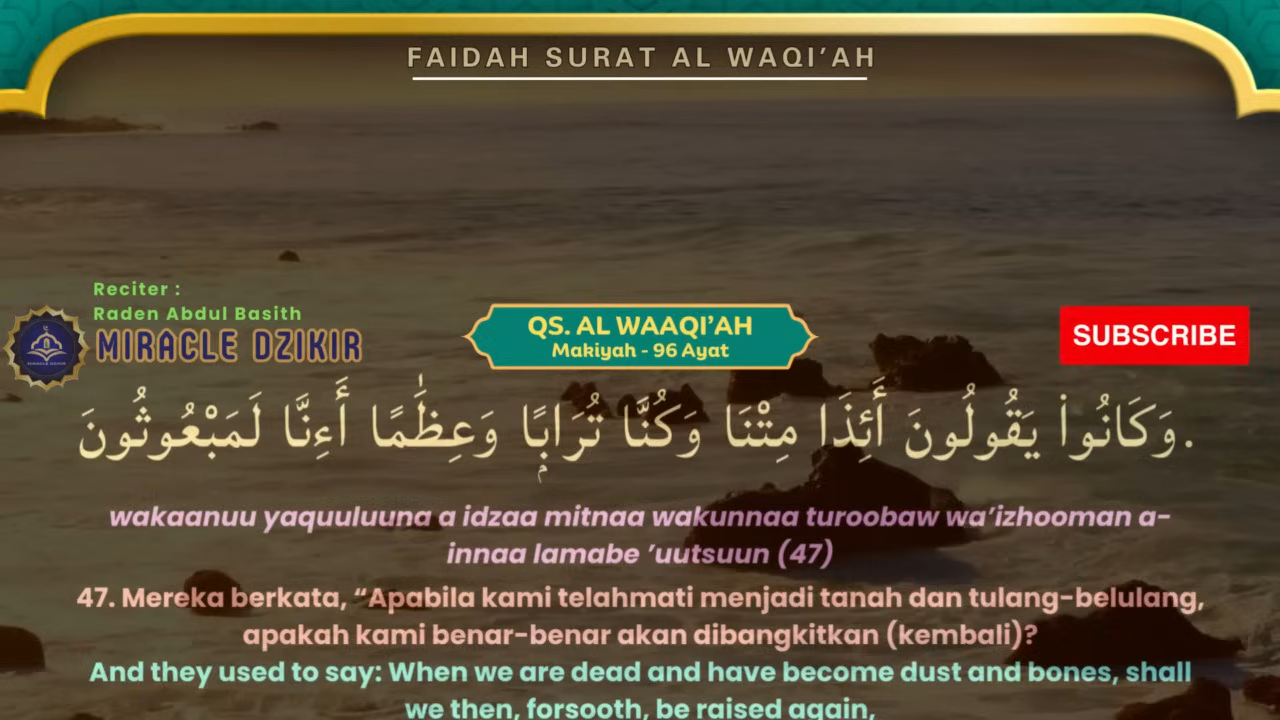 FAIDAH SURAT AL WAQI’AH
Reciter :
Raden Abdul Basith
MIRACLE DZIKIR
QS. AL WAAQI’AH
Makiyah - 96 Ayat
SUBSCRIBE
وَكَانُوا۟ يَقُولُونَ أَئِذَا مِتْنَا وَكُنَّا تُرَابًۭا وَعِظَٰمًا أَءِنَّا لَمَبْعُوثُونَ.
wakaanuu yaquuluuna a idzaa mitnaa wakunnaa turoobaw wa’izhooman a-
innaa lamabe ’uutsuun (47)
47. Mereka berkata, “Apabila kami telahmati menjadi tanah dan tulang-belulang,
apakah kami benar-benar akan dibangkitkan (kembali)?
And they used to say: When we are dead and have become dust and bones, shall
we then, forsooth, be raised again,